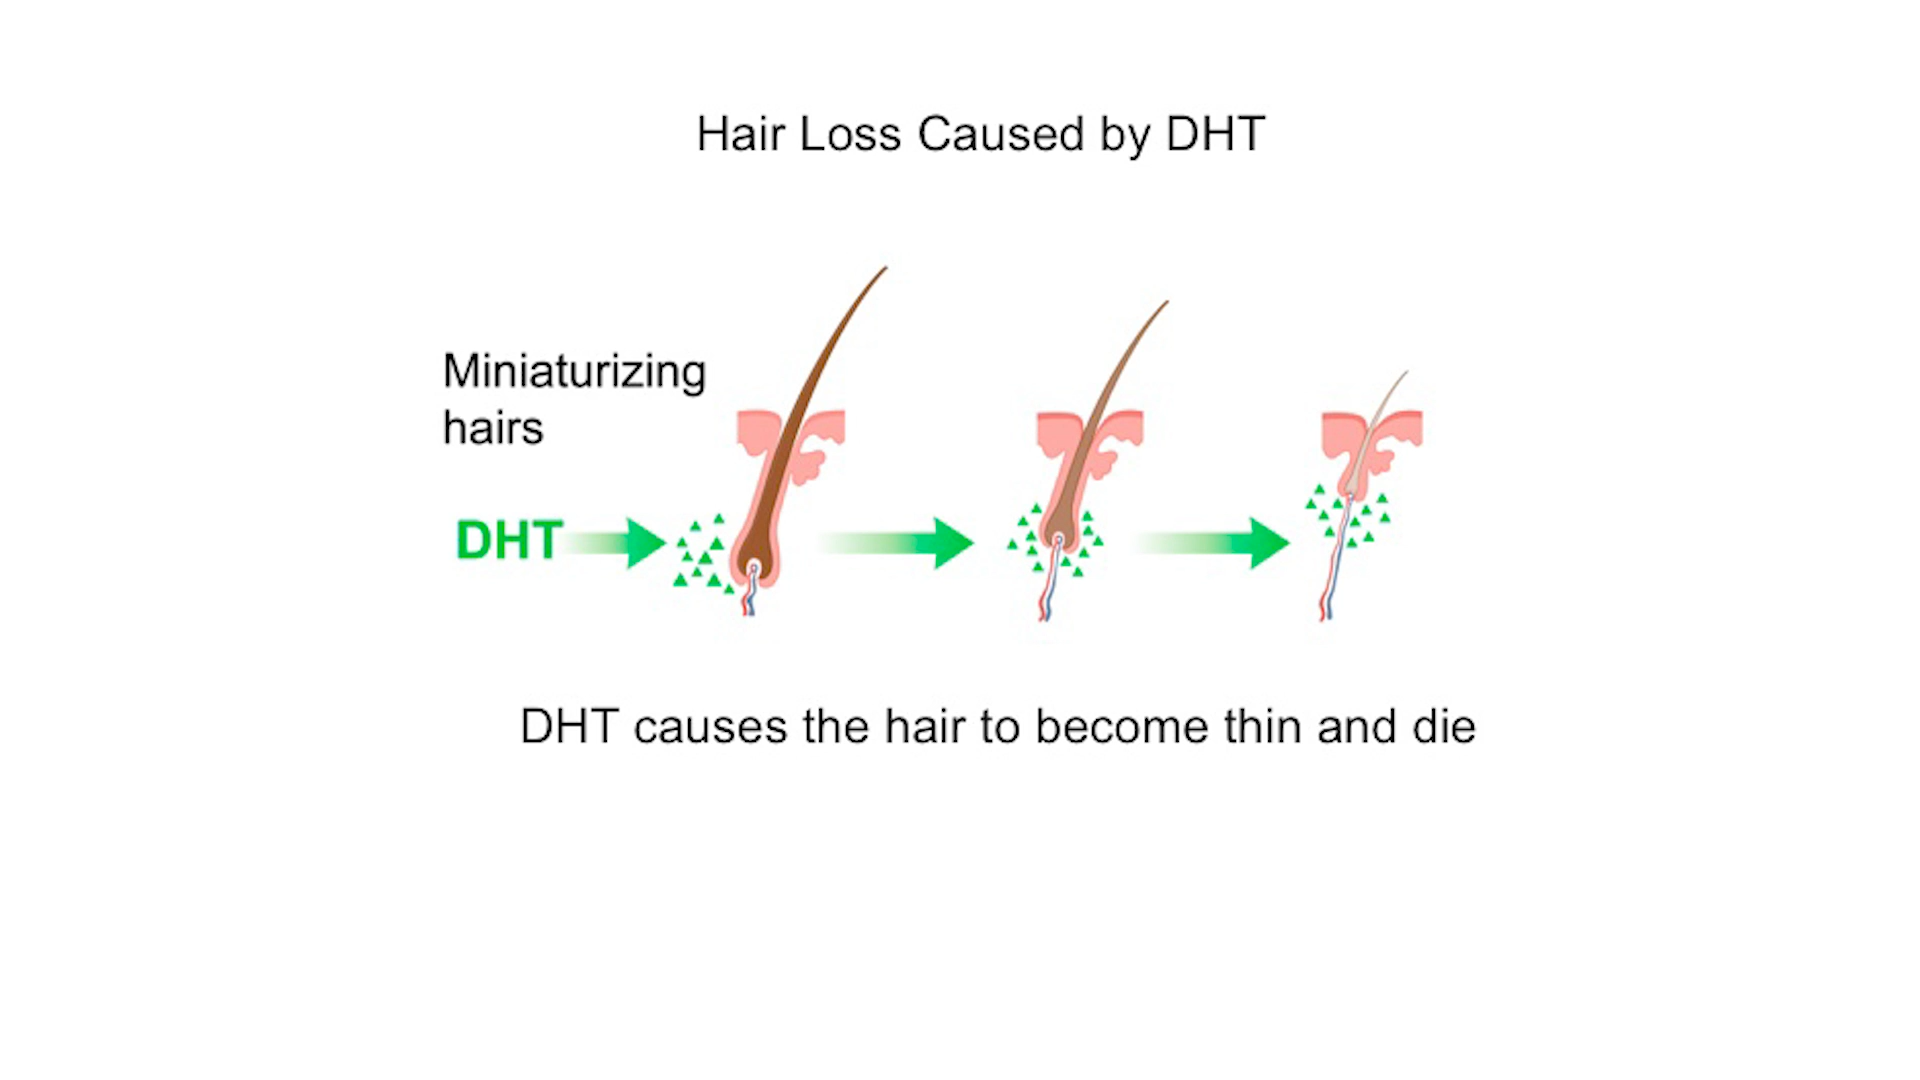 Hair Loss Caused by DHT
Miniaturizing
hairs
DHT
DHT causes the hair to become thin and die